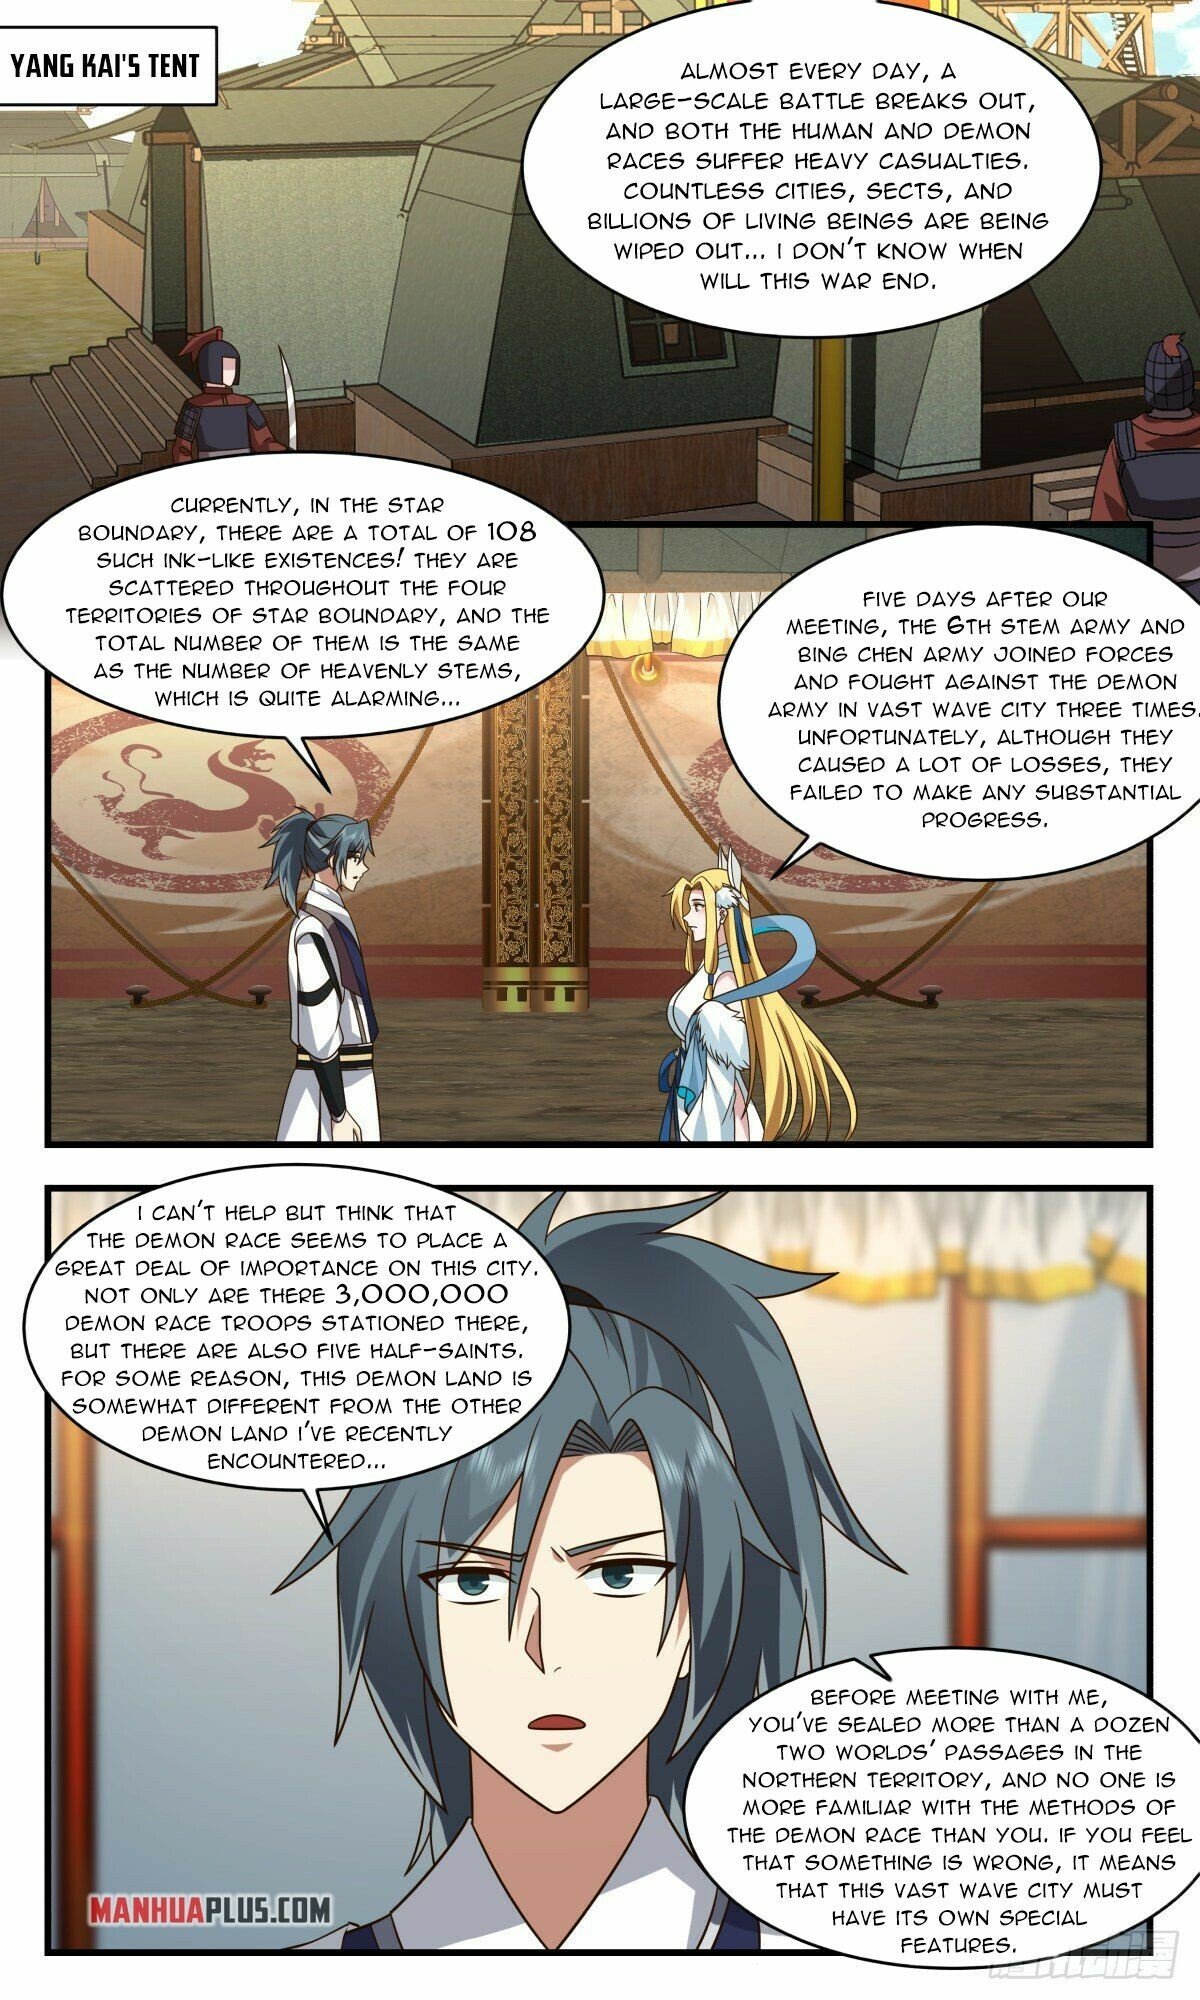 YANG KAI'S TENT
ALMOST EVERY DAY, A
LARGE-SCALE BATTLE BREAKS OUT,
AND BOTH THE HUMAN AND DEMON
RACES SUFFER HEAVY CASUALTIES.
COUNTLESS CITIES, SECTS, AND
BILLIONS OF LIVING BEINGS ARE BEING
WIPED OUT... I DON'T KNOW WHEN
WILL THIS WAR END.
CURRENTLY, IN THE STAR
BOUNDARY, THERE ARE A TOTAL OF 108
SUCH INK-LIKE EXISTENCES! THEY ARE
SCATTERED THROUGHOUT THE FOUR
TERRITORIES OF STAR BOUNDARY, AND THE
TOTAL NUMBER OF THEM IS THE SAME
AS THE NUMBER OF HEAVENLY STEMS,
WHICH IS QUITE ALARMING...
FIVE DAYS AFTER OUR
MEETING, THE 6TH STEM ARMY AND
BING CHEN ARMY JOINED FORCES
AND FOUGHT AGAINST THE DEMON
ARMY IN VAST WAVE CITY THREE TIMES.
UNFORTUNATELY, ALTHOUGH THEY
CAUSED A LOT OF LOSSES, THEY
FAILED TO MAKE ANY SUBSTANTIAL
PROGRESS.
I CAN'T HELP BUT THINK THAT
THE DEMON RACE SEEMS TO PLACE A
GREAT DEAL OF IMPORTANCE ON THIS CITY.
NOT ONLY ARE THERE 3,000,000
DEMON RACE TROOPS STATIONED THERE,
BUT THERE ARE ALSO FIVE HALF-SAINTS.
FOR SOME REASON, THIS DEMON LAND IS
SOMEWHAT DIFFERENT FROM THE OTHER
DEMON LAND I'VE RECENTLY
ENCOUNTERED...
BEFORE MEETING WITH ME,
YOU'VE SEALED MORE THAN A DOZEN
TWO WORLDS' PASSAGES IN THE
NORTHERN TERRITORY, AND NO ONE IS
MORE FAMILIAR WITH THE METHODS OF
THE DEMON RACE THAN YOU. IF YOU FEEL
THAT SOMETHING IS WRONG, IT MEANS
THAT THIS VAST WAVE CITY MUST
HAVE ITS OWN SPECIAL
FEATURES.
MANHUAPLUS.COM